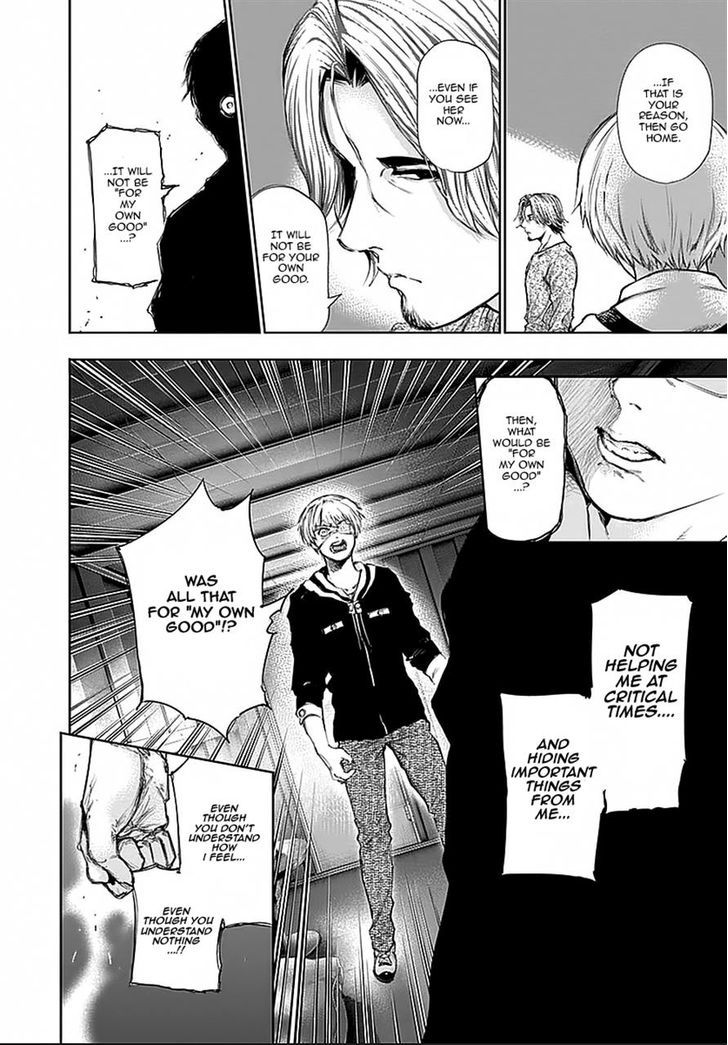 ...IF
THAT IS
YOUR
REASON,
THEN GO
HOME.
...EVEN IF
YOU SEE
HER
NOW...
IT WILL
NOT BE
FOR YOUR
OWN
GOOD.
...IT WILL
NOT BE
"FOR
MY OWN
GOOD"
...?
THEN,
WHAT
WOULD BE
"FOR
MY OWN
GOOD"
...?
NOT
HELPING
ME AT
CRITICAL
TIMES....
AND
HIDING
IMPORTANT
THINGS
FROM
ME...
WAS
ALL THAT
FOR "MY OWN
GOOD"!?
EVEN
THOUGH
YOU DON'T
UNDERSTAND
HOW
I FEEL...
EVEN
THOUGH YOU
UNDERSTAND
NOTHING
...!!